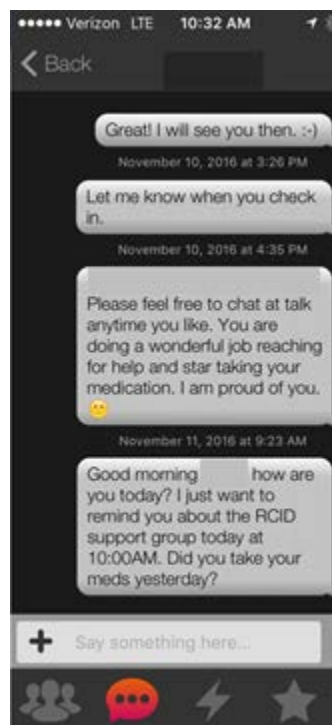 Verizon LTE 10:32 AM
Back
Great! I will see you then. :-)
November 10, 2016 at 3:26 PM
Let me know when you check
in.
November 10, 2016 at 4:35 PM
Please feel free to chat at talk
anytime you like. You are
doing a wonderful job reaching
for help and star taking your
medication. I am proud of you.
November 11, 2016 at 9:23 AM
Good morning how are
you today? I just want to
remind you about the RCID
support group today at
10:00AM. Did you take your
meds yesterday?
Say something here...